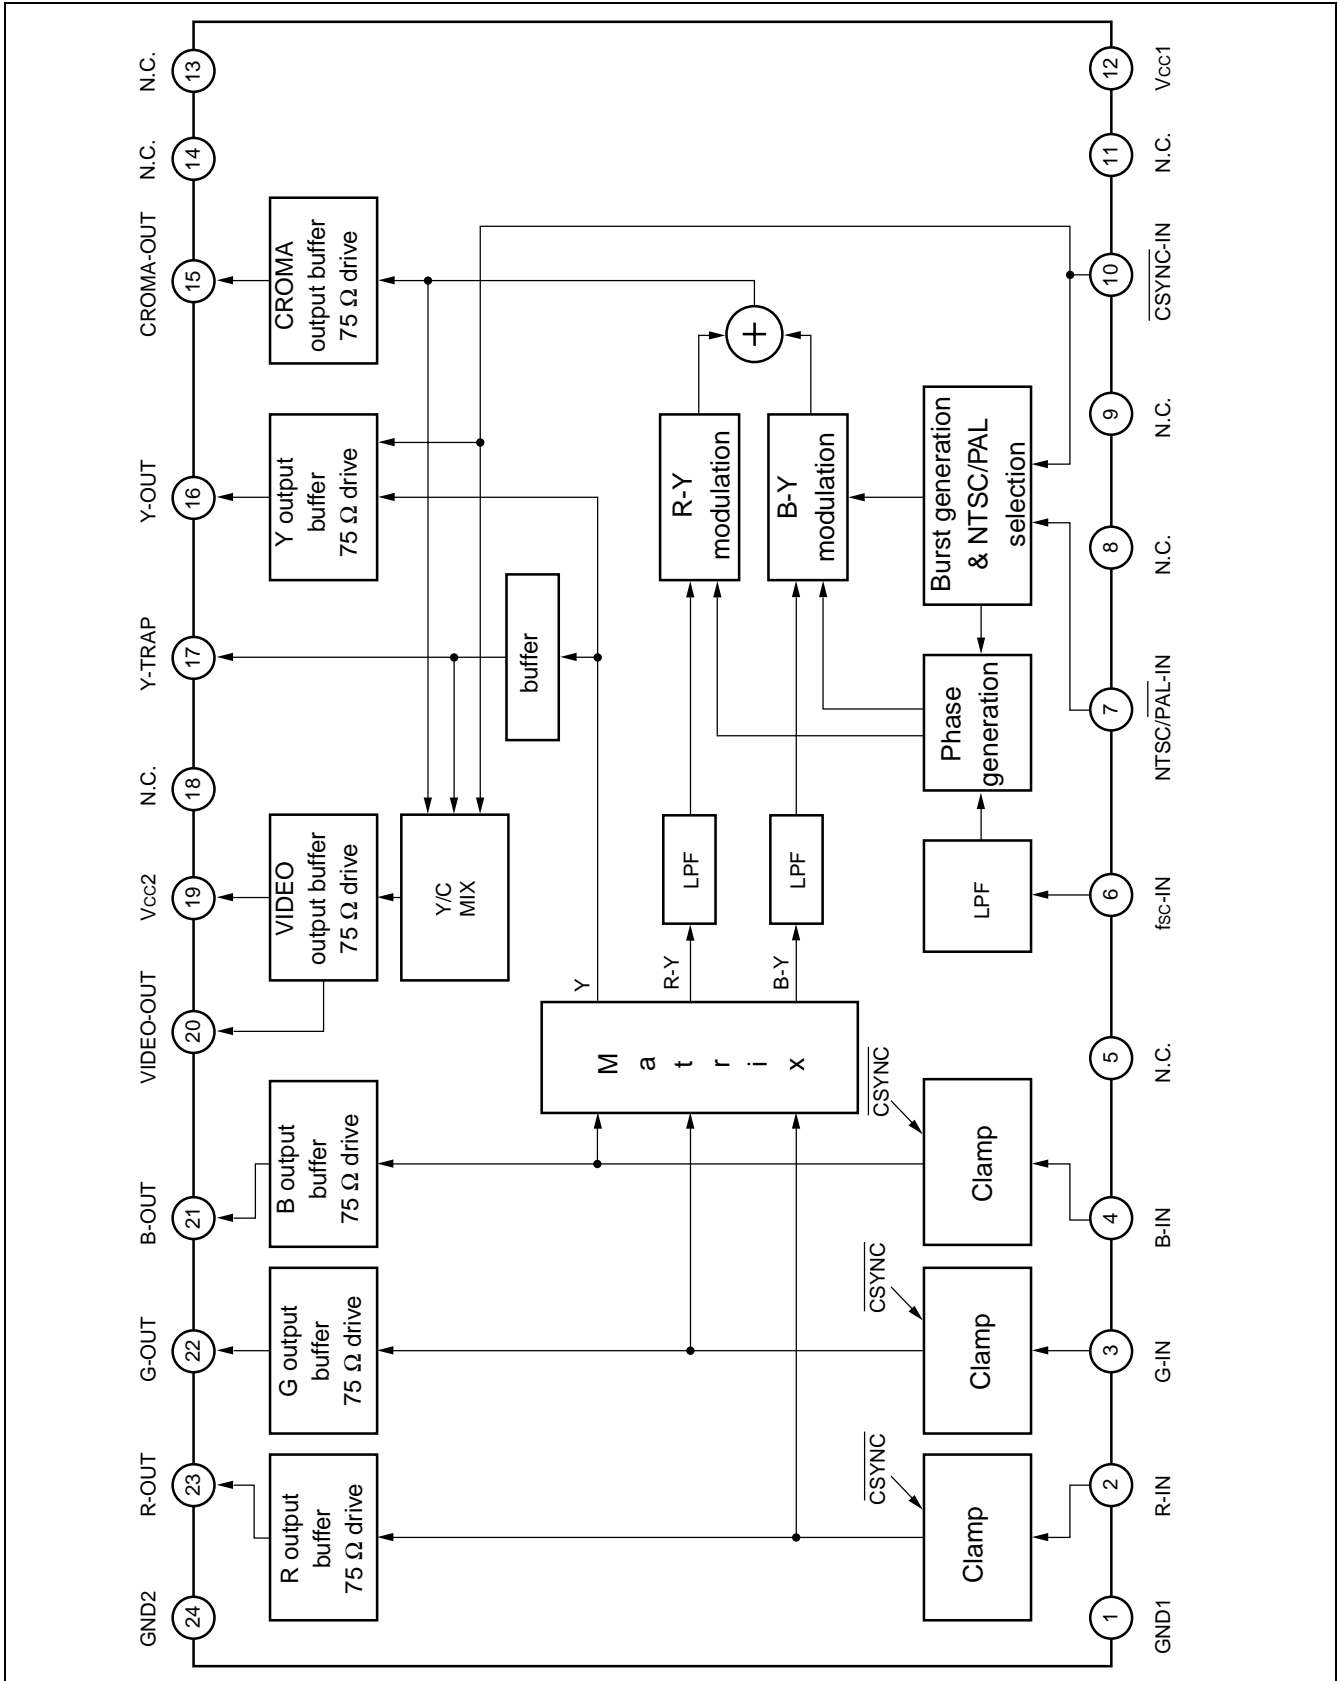 GND2
R-OUT
G-OUT
B-OUT
VIDEO-OUT
Vcc2
N.C.
Y-TRAP
Y-OUT
CROMA-OUT
N.C.
N.C.
24
23
22
21
20
19
18
17
16
15
14
13
R output
buffer
75 Ω drive
G output
buffer
75 Ω drive
B output
buffer
75 Ω drive
VIDEO
output buffer
75 Ω drive
Y output
buffer
75 Ω drive
CROMA
output buffer
75 Ω drive
Y/C
MIX
buffer
Matrix
Y
R-Y
B-Y
LPF
LPF
R-Y
modulation
B-Y
modulation
+
CSYNC
CSYNC
CSYNC
Clamp
Clamp
Clamp
LPF
Phase
generation
Burst generation
& NTSC/PAL
selection
1
2
3
4
5
6
7
8
9
10
11
12
GND1
R-IN
G-IN
B-IN
N.C.
fsc-IN
NTSC/PAL-IN
N.C.
N.C.
CSYNC-IN
N.C.
Vcc1